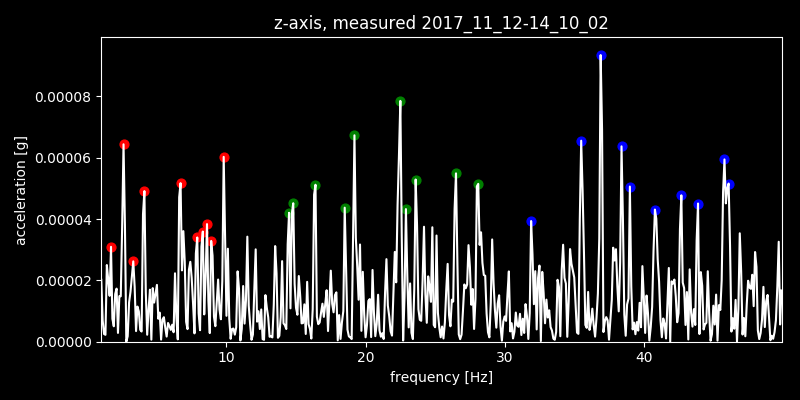 z-axis, measured 2017_11_12-14_10_02
acceleration [g]
0.00008
0.00006
0.00004
0.00002
0.00000
10 20 30 40
frequency [Hz]